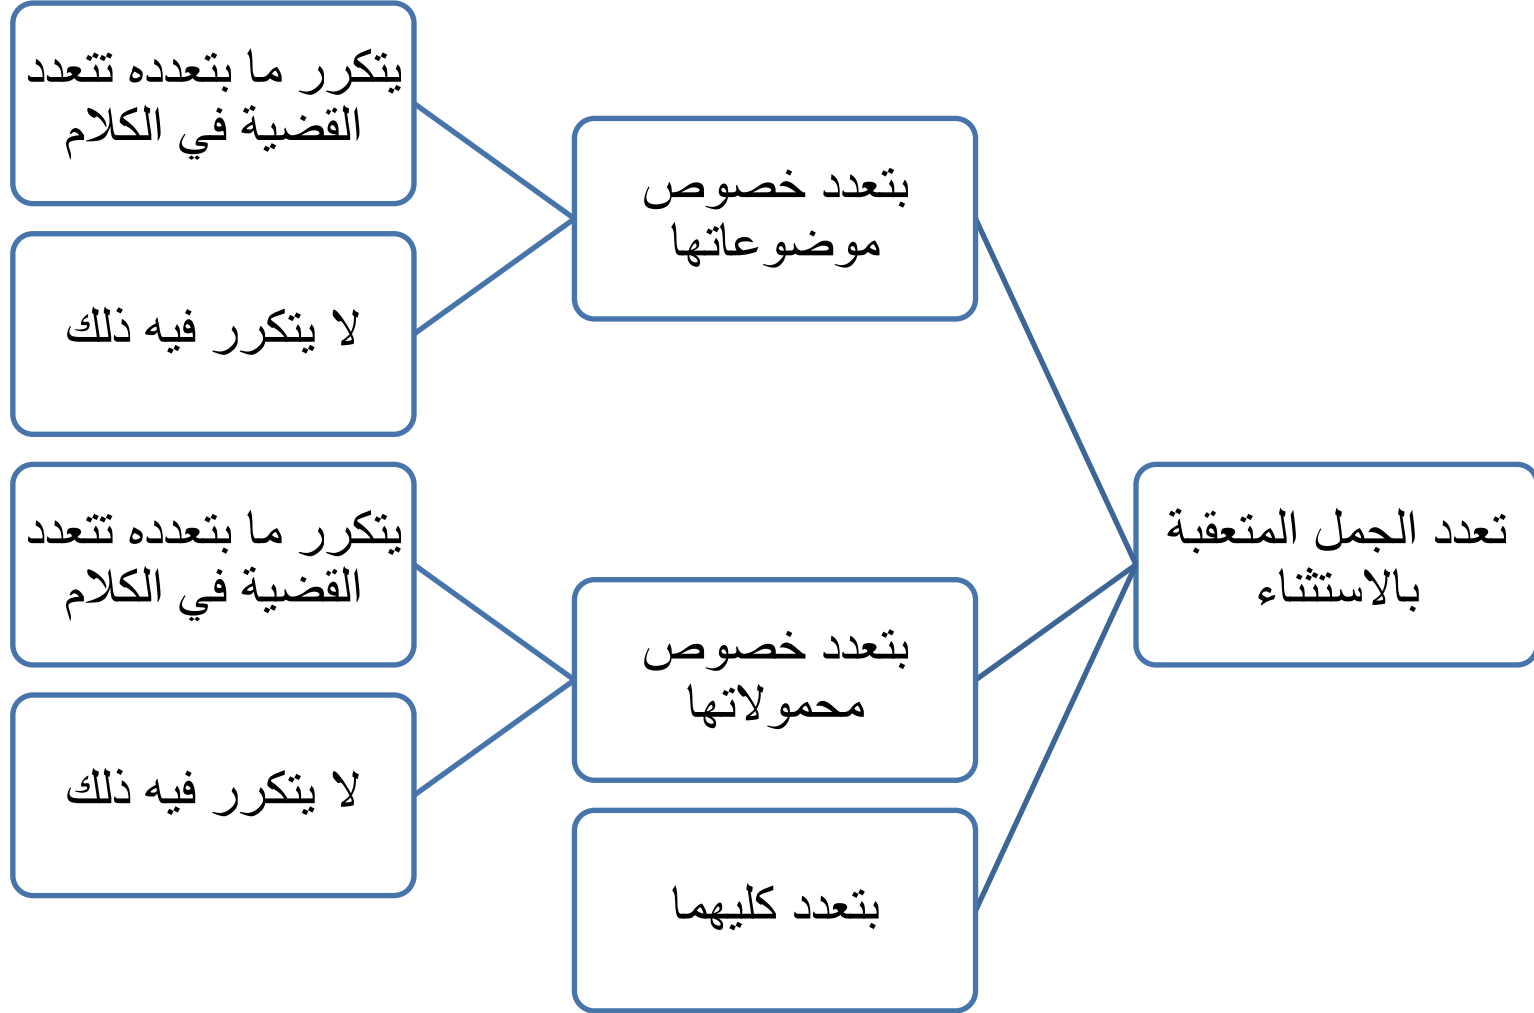 تعدد الجمل المتعقبة
بالاستثناء
بتعدد خصوص
موضوعاتها
يتكرر ما بتعدده تتعدد
القضية في الكلام
لا يتكرر فيه ذلك
بتعدد خصوص
محمولاتها
يتكرر ما بتعدده تتعدد
القضية في الكلام
لا يتكرر فيه ذلك
بتعدد كليهما